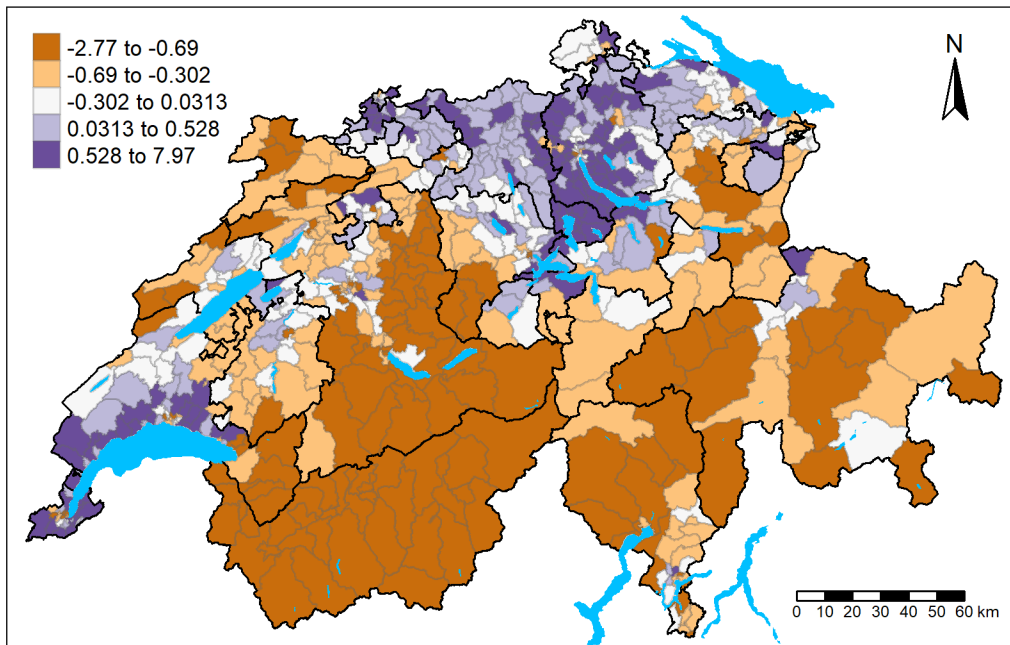 -2.77 to -0.69
-0.69 to -0.302
-0.302 to 0.0313
0.0313 to 0.528
0.528 to 7.97
N
0 10 20 30 40 50 60 km